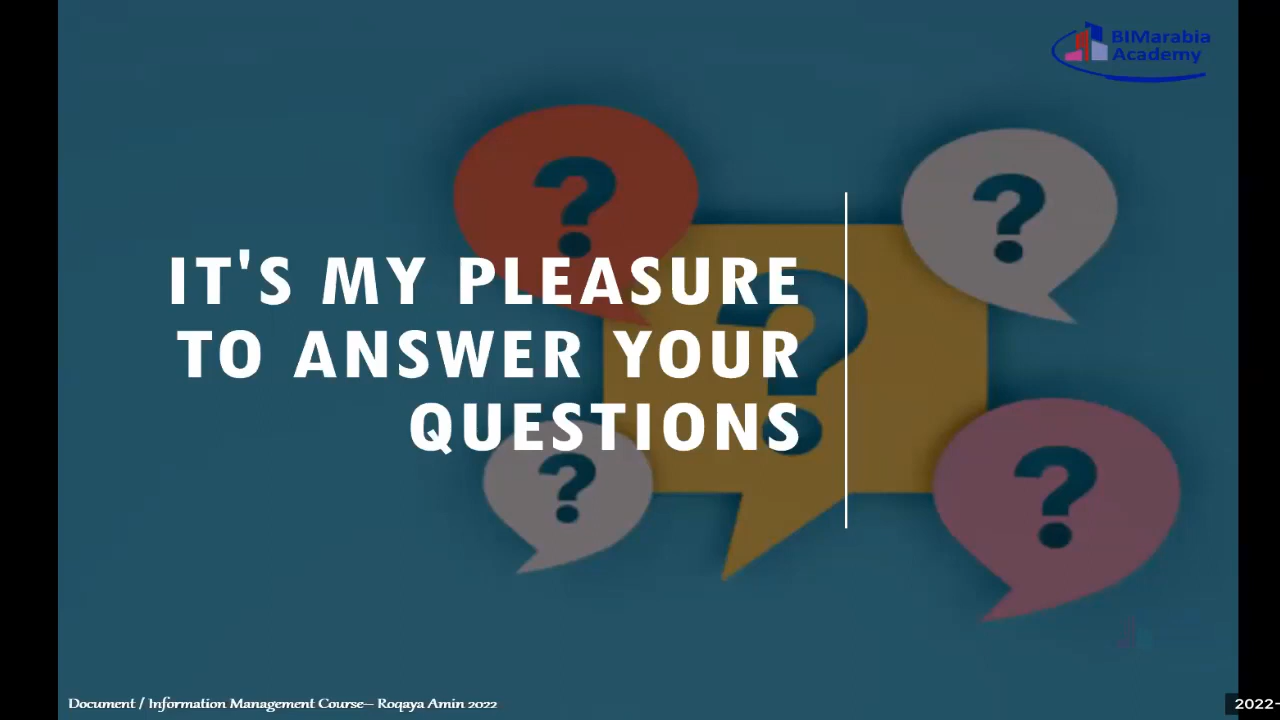 BIMarabia
Academy
IT'S MY PLEASURE
TO ANSWER YOUR
QUESTIONS
?
?
?
?
?
Document / Information Management Course– Roqaya Amin 2022
2022-